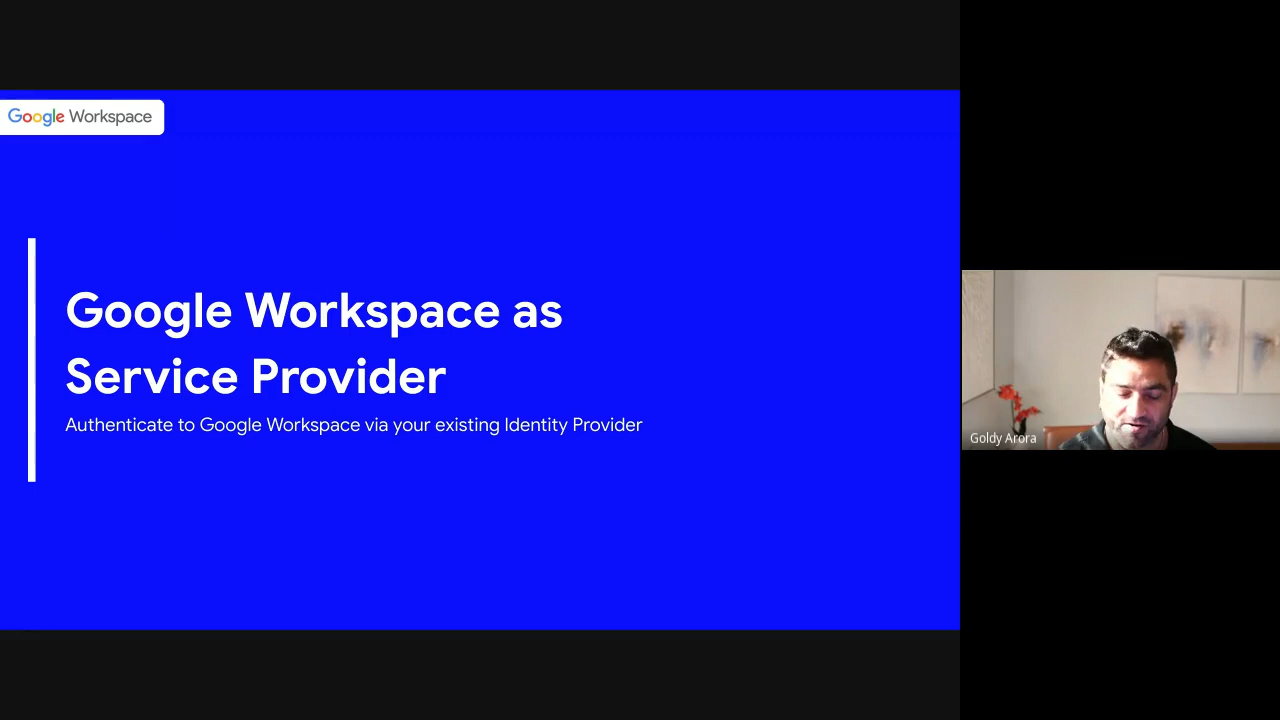 Google Workspace
Google Workspace as
Service Provider
Authenticate to Google Workspace via your existing Identity Provider
Goldy Arora